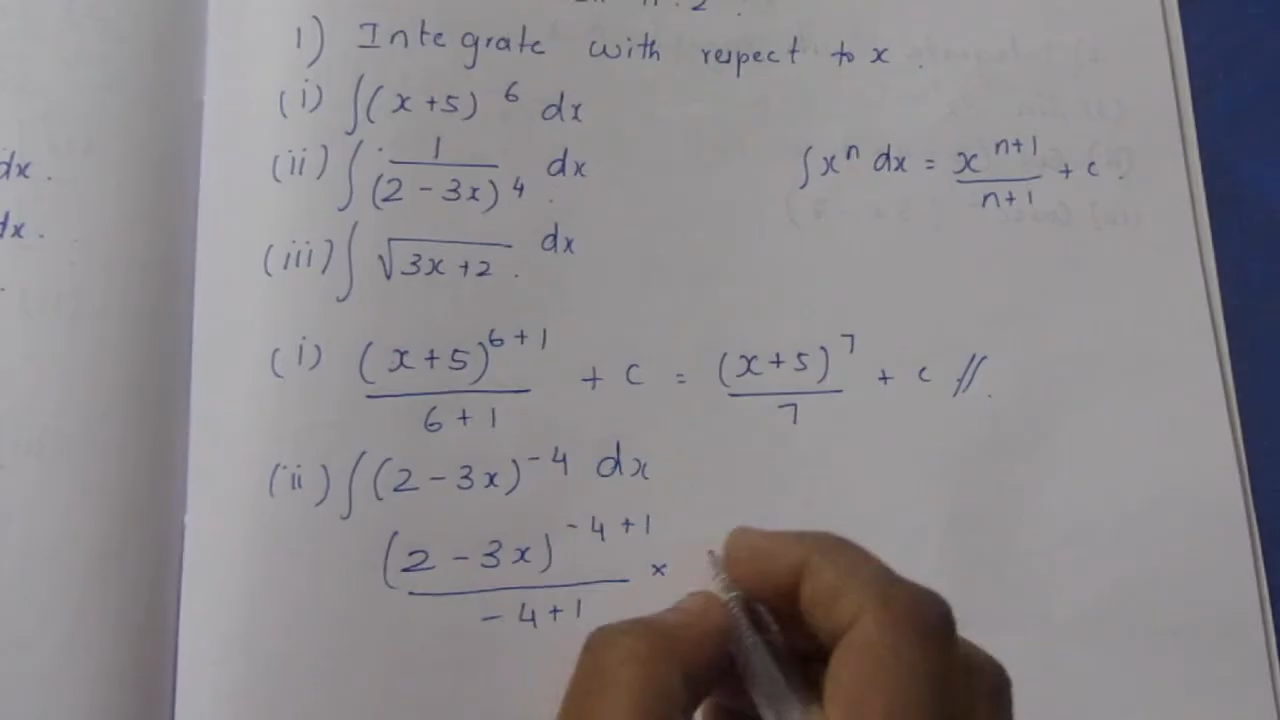 dx.
dx.
1) Integrate with respect to x.
(i) ∫(x+5)^6 dx
(ii) ∫ 1/(2-3x)^4 dx
∫x^n dx = x^(n+1)/(n+1) + c.
(iii) ∫ √(3x+2). dx
(i) (x+5)^(6+1)/(6+1) + c = (x+5)^7/7 + c //.
(ii) ∫(2-3x)^-4 dx
(2-3x)^(-4+1)/(-4+1) ×